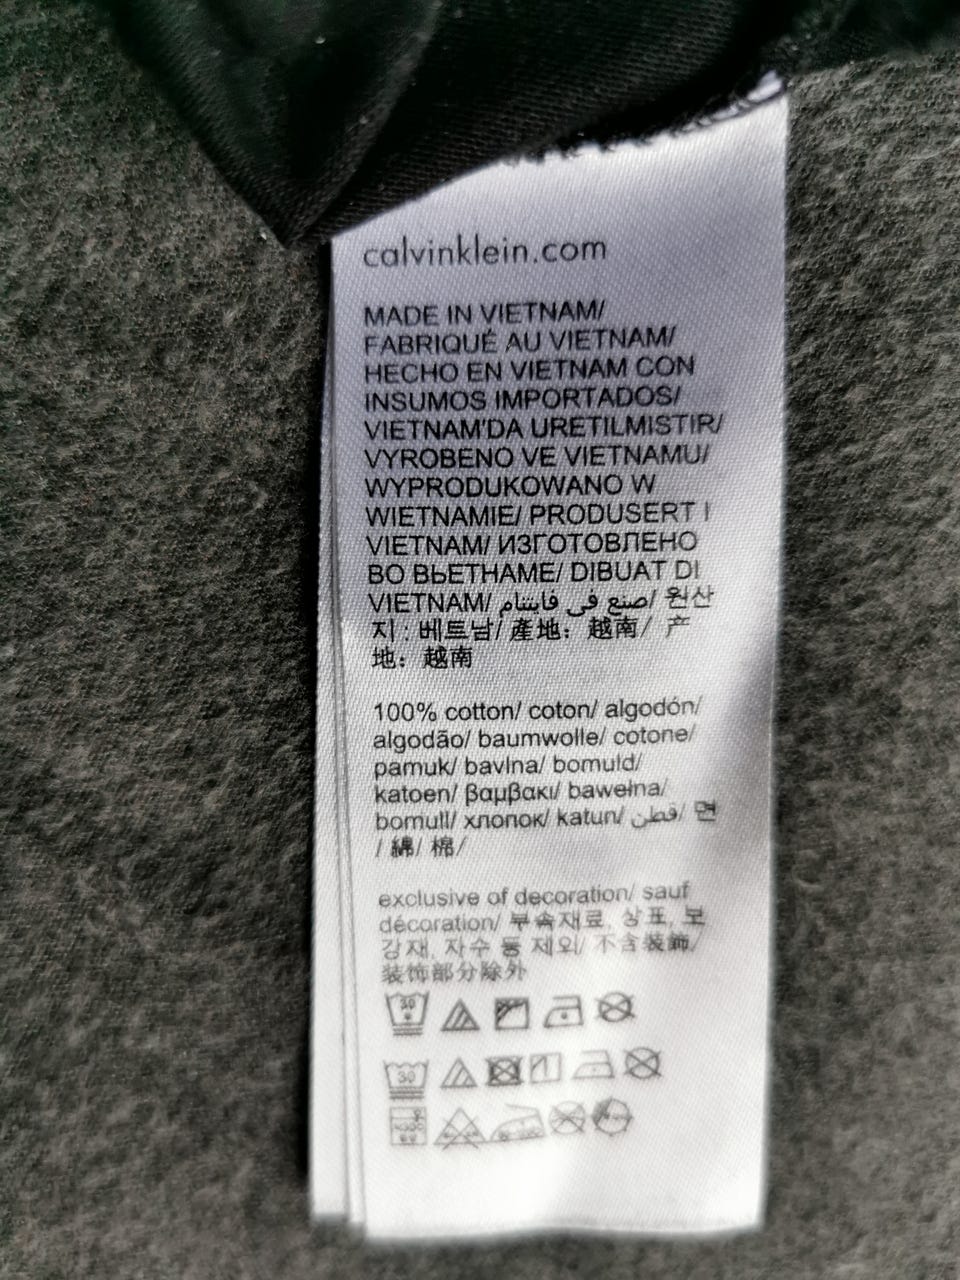 calvinklein.com
MADE IN VIETNAM/
FABRIQUÉ AU VIETNAM/
HECHO EN VIETNAM CON
INSUMOS IMPORTADOS/
VIETNAM'DA URETILMISTIR/
VYROBENO VE VIETNAMU/
WYPRODUKOWANO W
WIETNAMIE/ PRODUSERT I
VIETNAM/ ИЗГОТОВЛЕНО
ВО ВЬЕТНАМЕ/ DIBUAT DI
VIETNAM/ صنع في فايتنام/ 원산
지 : 베트남/ 產地：越南/ 产
地：越南
100% cotton/ coton/ algodón/
algodão/ baumwolle/ cotone/
pamuk/ bavlna/ bomuld/
katoen/ βαμβακι/ bawełna/
bomull/ хлопок/ katun/ قطن/ 면
/ 綿/ 棉/
exclusive of decoration/ sauf
décoration/ 부속재료, 상표, 보
강재, 자수 등 제외/ 不含裝飾/
装饰部分除外
30
30